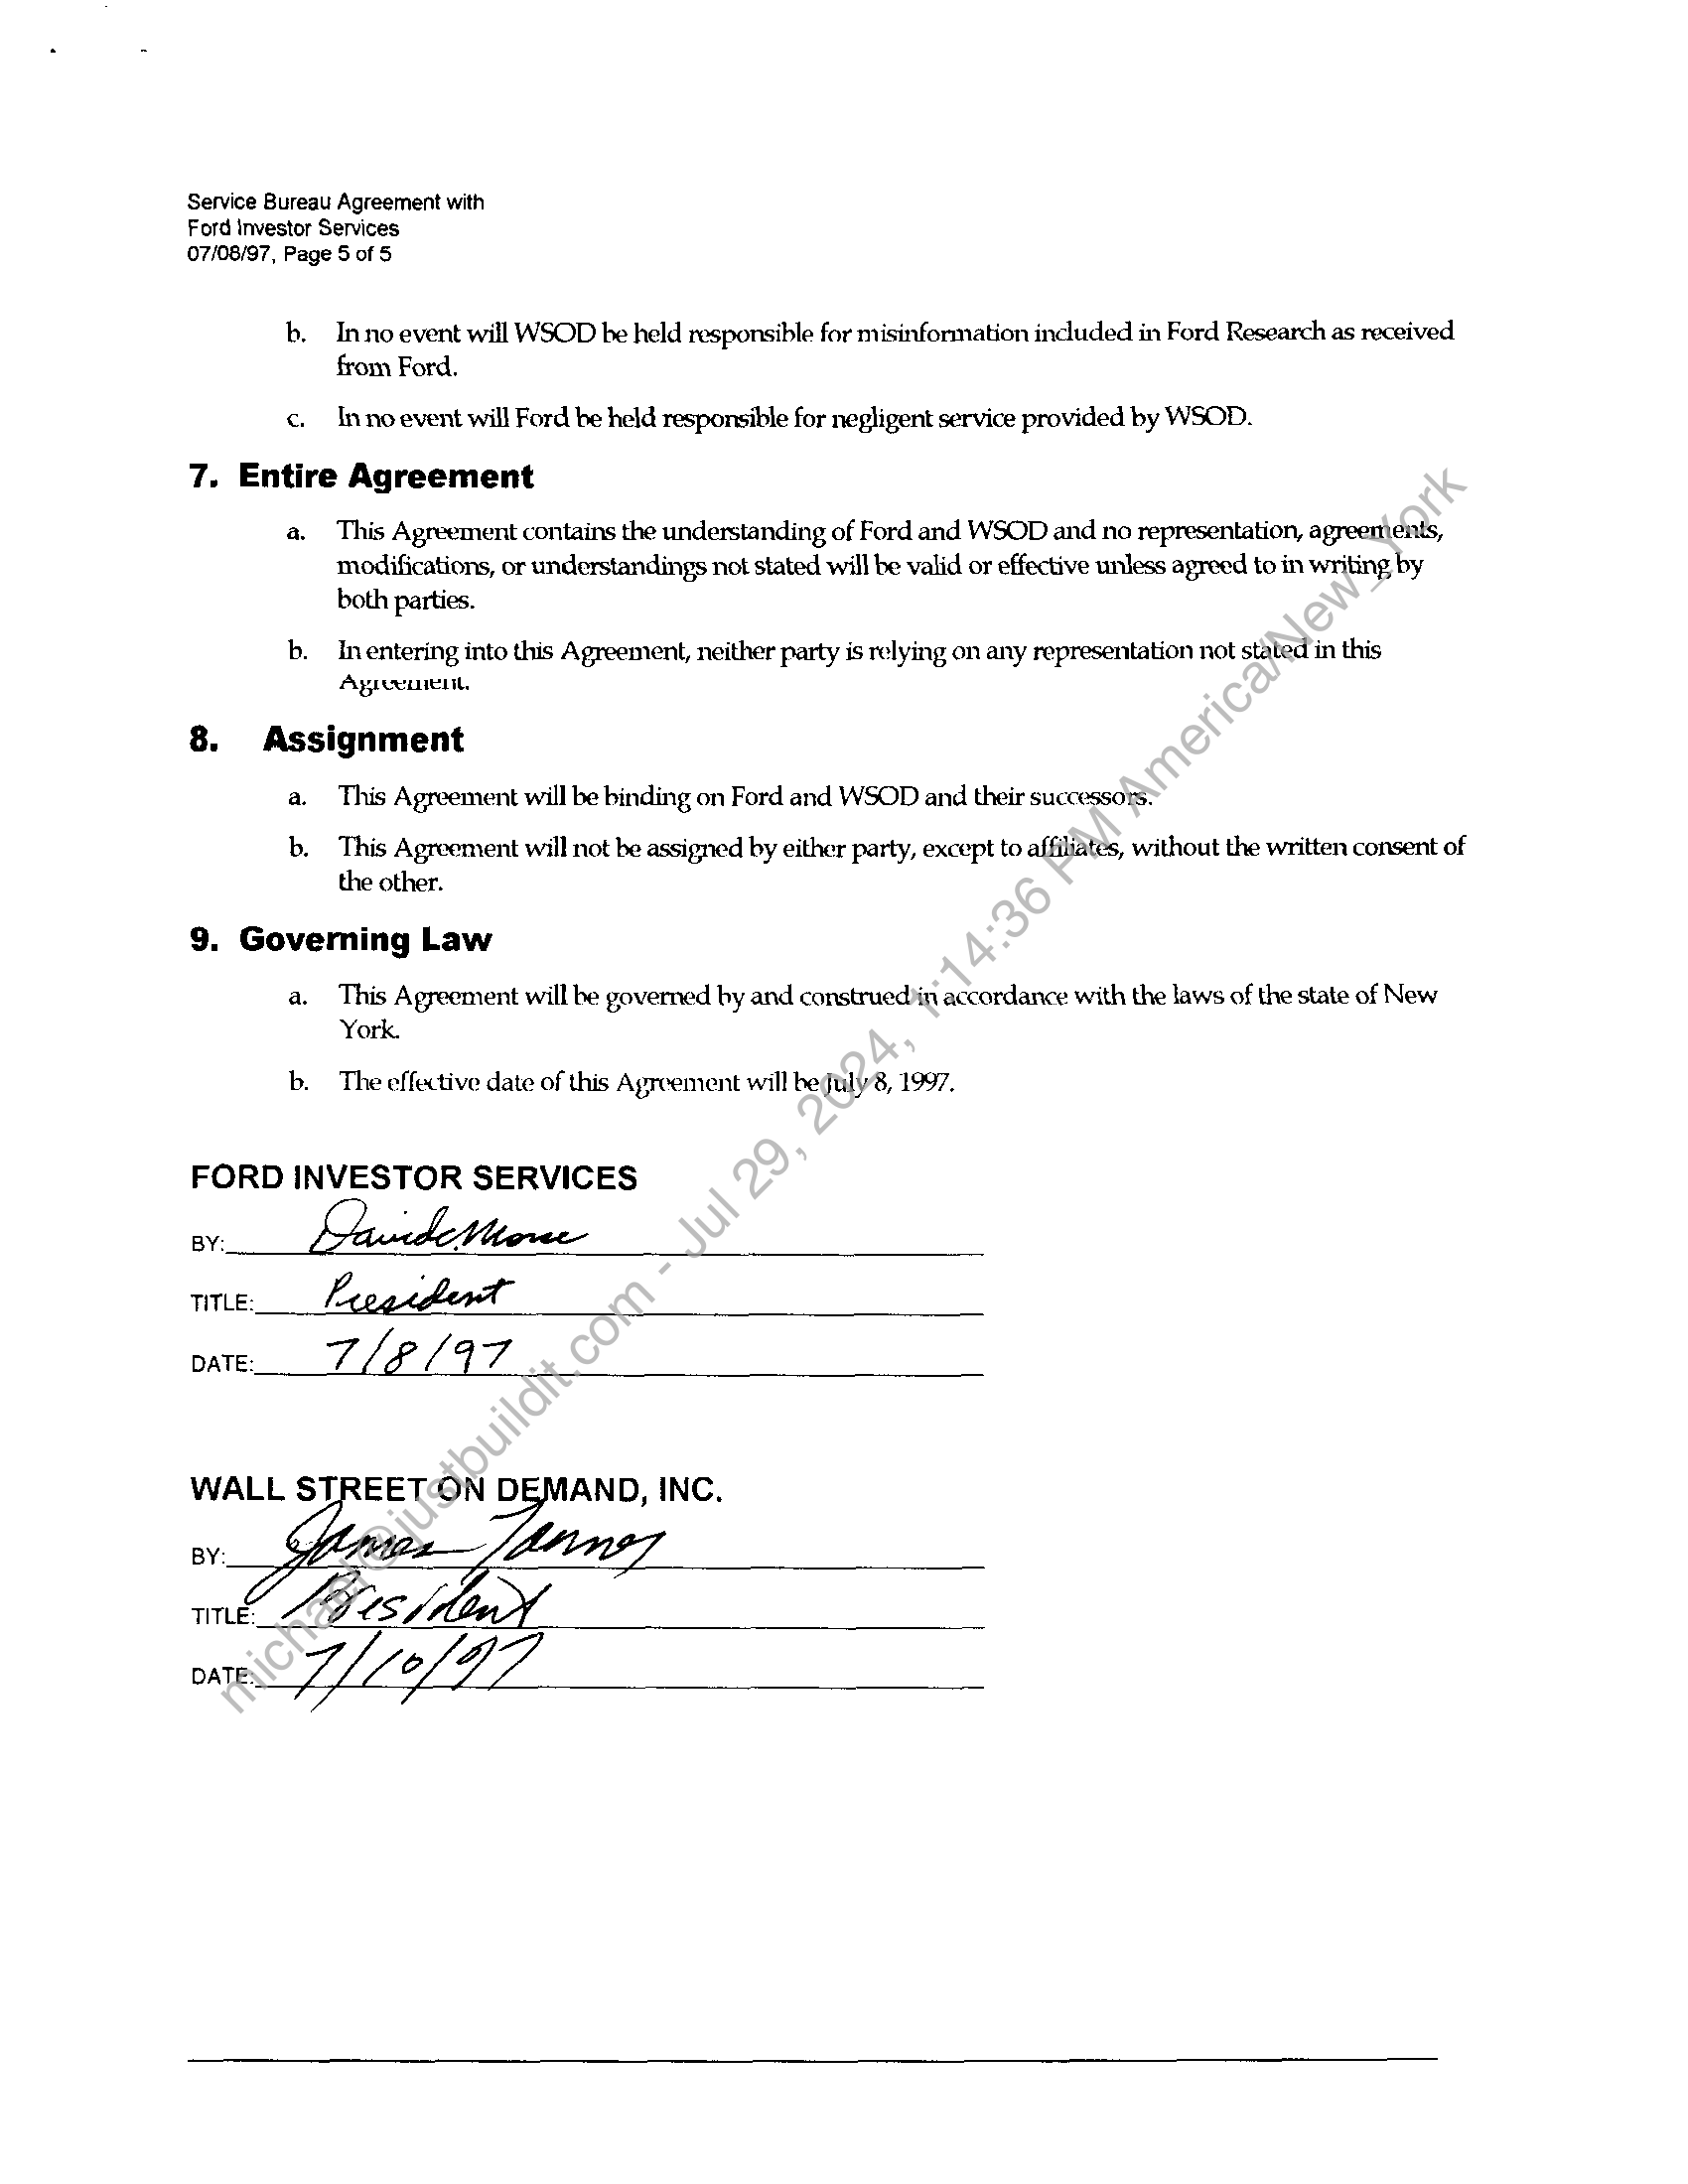 Service Bureau Agreement with
Ford Investor Services
07/08/97, Page 5 of 5
b. In no event will WSOD be held responsible for misinformation included in Ford Research as received
from Ford.
c. In no event will Ford be held responsible for negligent service provided by WSOD.
7. Entire Agreement
a. This Agreement contains the understanding of Ford and WSOD and no representation, agreements,
modifications, or understandings not stated will be valid or effective unless agreed to in writing by
both parties.
b. In entering into this Agreement, neither party is relying on any representation not stated in this
Agreement.
8. Assignment
a. This Agreement will be binding on Ford and WSOD and their successors.
b. This Agreement will not be assigned by either party, except to affiliates, without the written consent of
the other.
9. Governing Law
a. This Agreement will be governed by and construed in accordance with the laws of the state of New
York.
b. The effective date of this Agreement will be July 8, 1997.
FORD INVESTOR SERVICES
BY: David C. Morse
TITLE: President
DATE: 7/8/97
WALL STREET ON DEMAND, INC.
BY: James Tanner
TITLE: President
DATE: 7/10/97
michael@justbuildit.com - Jul 29, 2024, 1:14:36 PM America/New_York